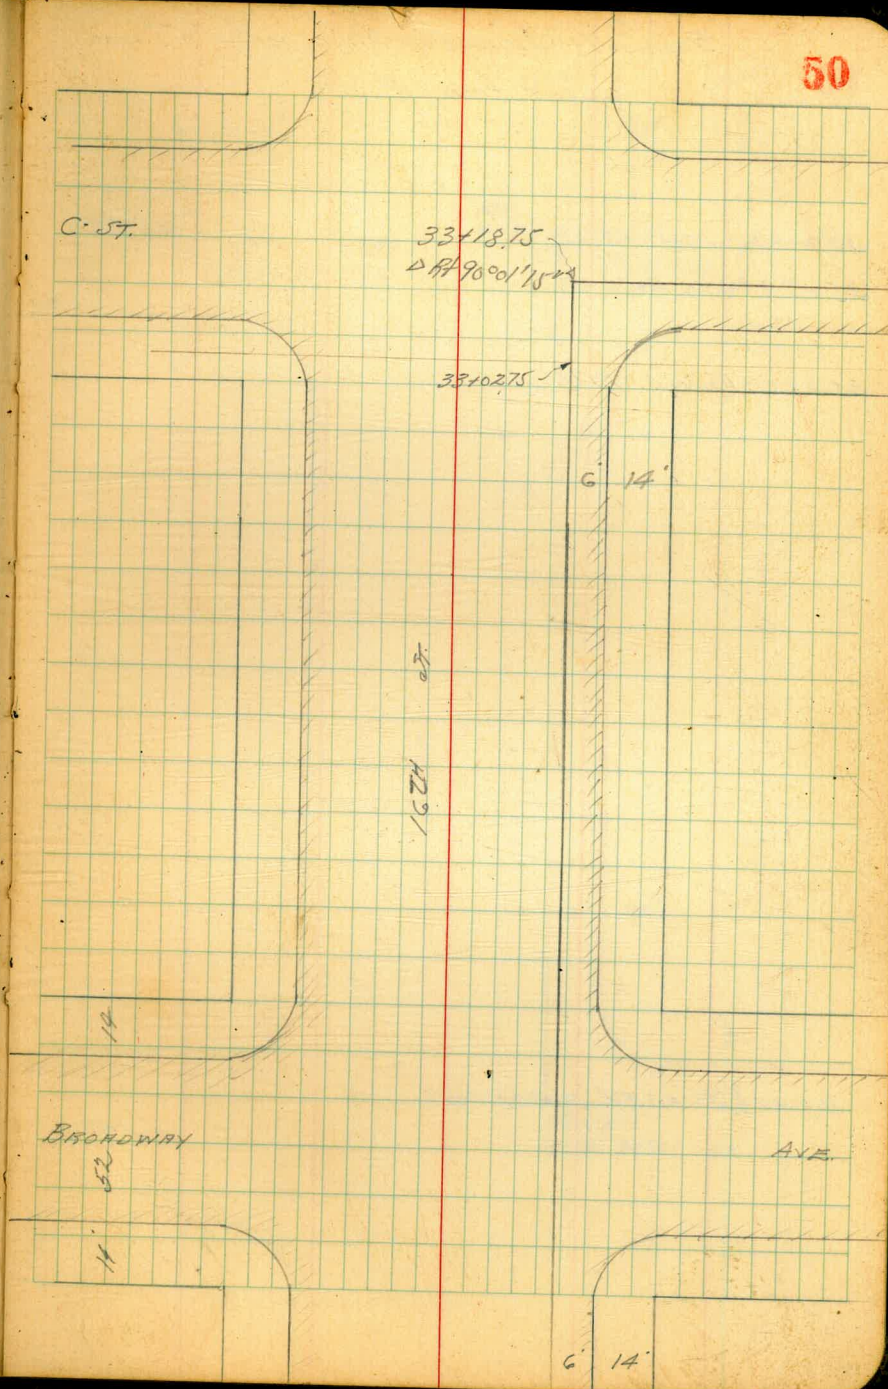 50
C. ST.
33+18.75
Δ Rt 90°01'15"
33+02.75
6' 14'
16TH ST.
14
BROADWAY AVE.
52
14'
6' 14'